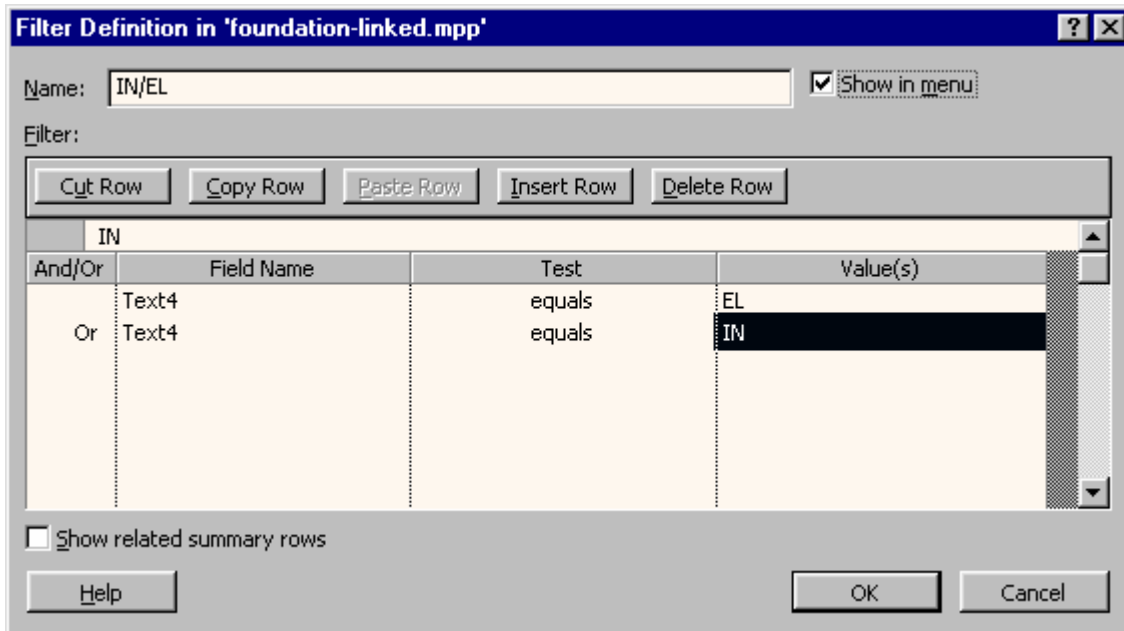 Filter Definition in 'foundation-linked.mpp'
Name: IN/EL Show in menu
Filter:
Cut Row Copy Row Paste Row Insert Row Delete Row
IN
And/Or Field Name Test Value(s)
Text4 equals EL
Or Text4 equals IN
Show related summary rows
Help OK Cancel